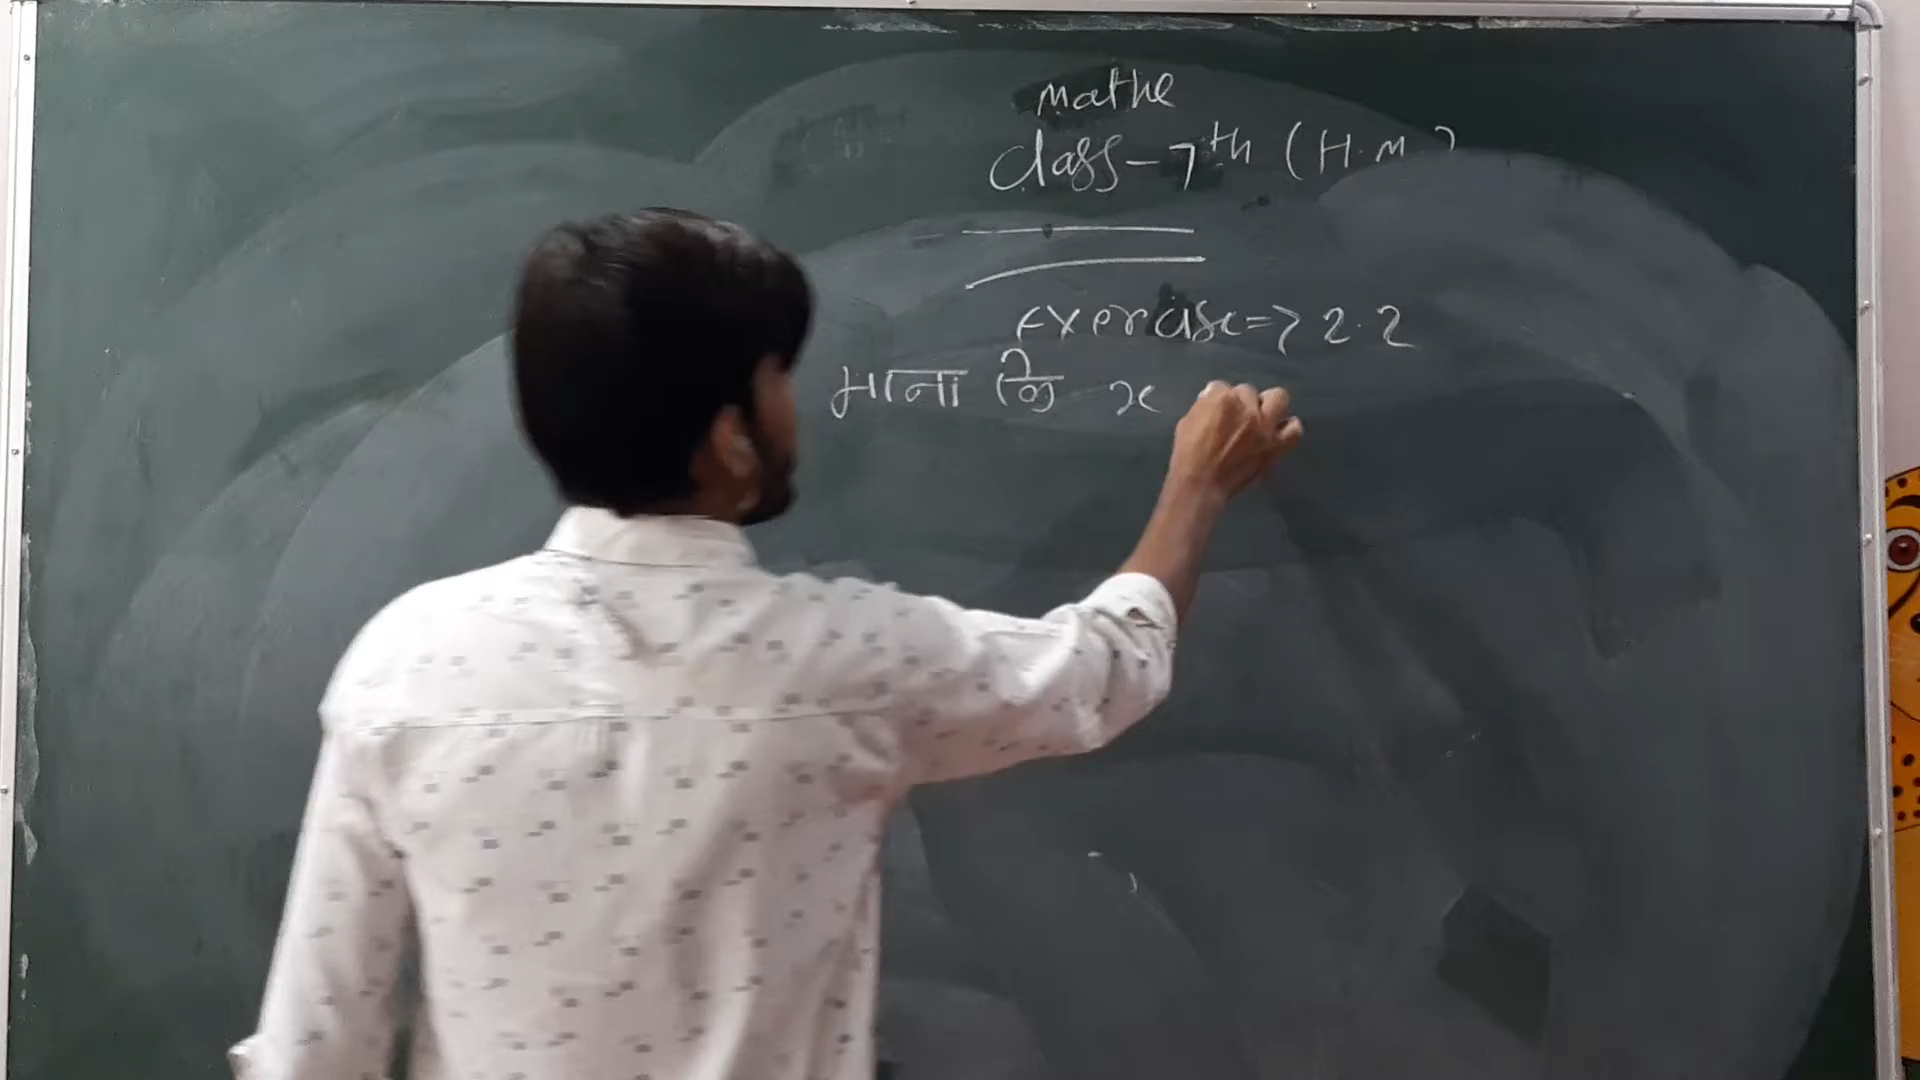 Mathe
Class-7th (H.M.)
Exercise=> 2.2
माना कि x